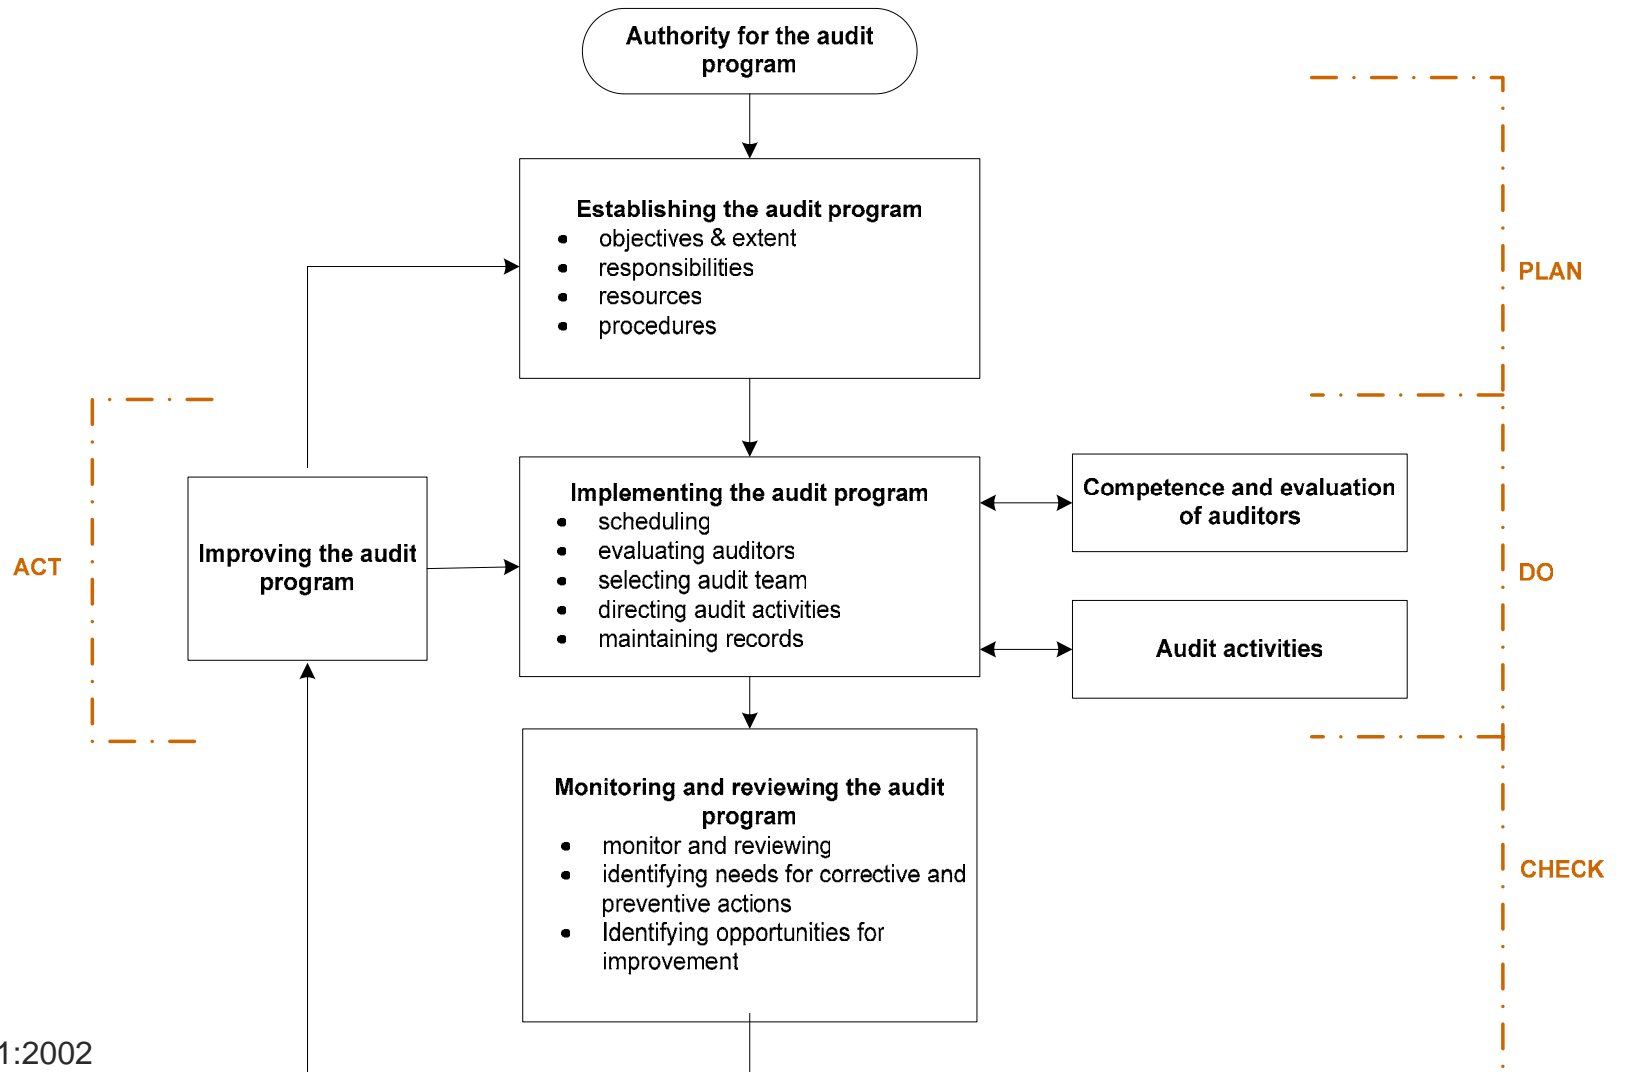 Authority for the audit
program
Establishing the audit program
• objectives & extent
• responsibilities
• resources
• procedures
PLAN
Implementing the audit program
• scheduling
• evaluating auditors
• selecting audit team
• directing audit activities
• maintaining records
Competence and evaluation
of auditors
Audit activities
DO
Improving the audit
program
ACT
Monitoring and reviewing the audit
program
• monitor and reviewing
• identifying needs for corrective and
preventive actions
• Identifying opportunities for
improvement
CHECK
1:2002